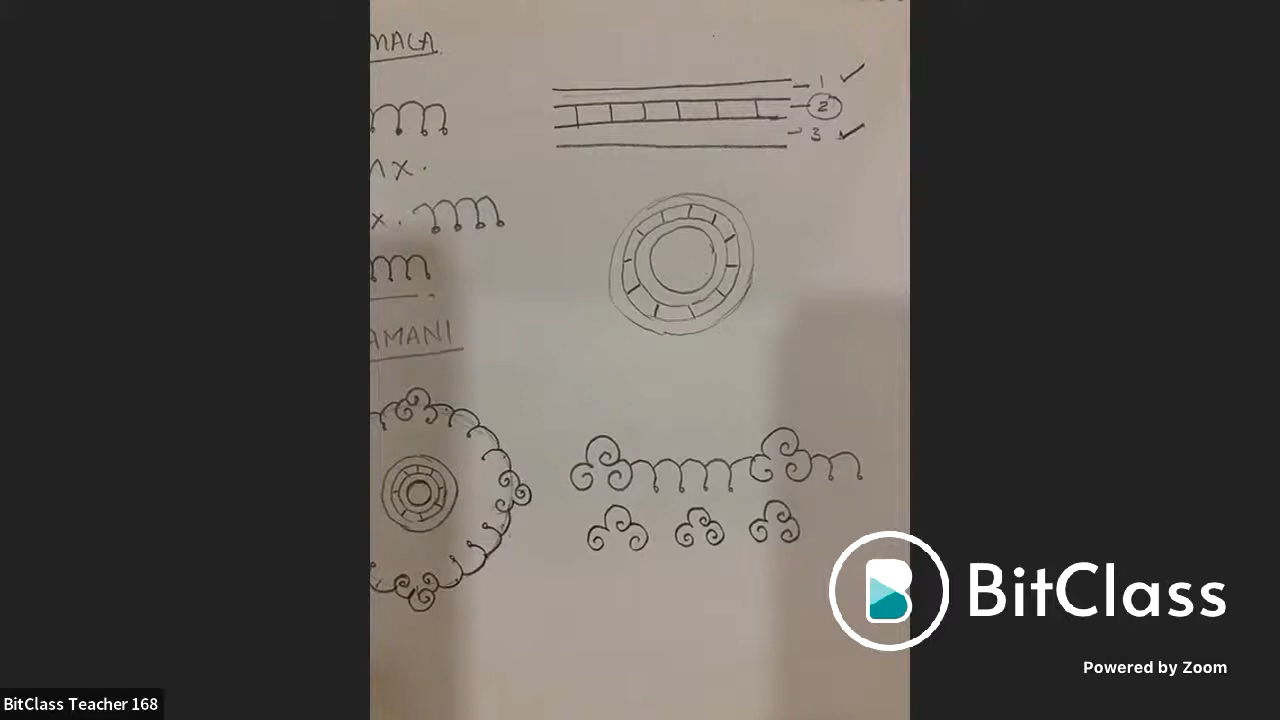 MALA.
1 ✓
2
3 ✓
x.
x.
AMANI
BitClass
Powered by Zoom
BitClass Teacher 168